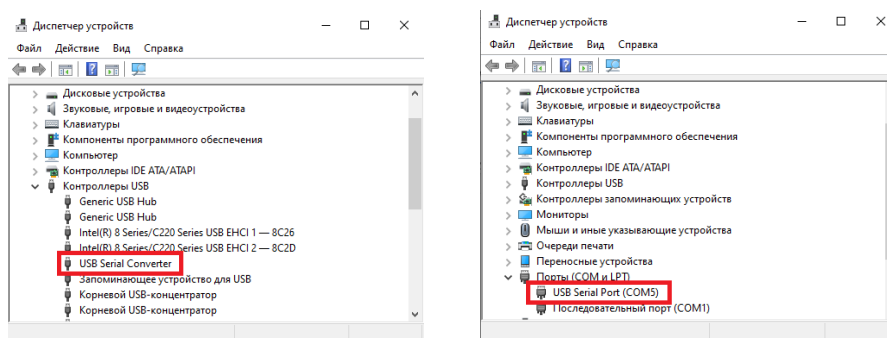 Диспетчер устройств
Файл Действие Вид Справка
Дисковые устройства
Звуковые, игровые и видеоустройства
Клавиатуры
Компоненты программного обеспечения
Компьютер
Контроллеры IDE ATA/ATAPI
Контроллеры USB
Generic USB Hub
Generic USB Hub
Intel(R) 8 Series/C220 Series USB EHCI 1 — 8C26
Intel(R) 8 Series/C220 Series USB EHCI 2 — 8C2D
USB Serial Converter
Запоминающее устройство для USB
Корневой USB-концентратор
Корневой USB-концентратор
Диспетчер устройств
Файл Действие Вид Справка
Дисковые устройства
Звуковые, игровые и видеоустройства
Клавиатуры
Компоненты программного обеспечения
Компьютер
Контроллеры IDE ATA/ATAPI
Контроллеры USB
Контроллеры запоминающих устройств
Мониторы
Мыши и иные указывающие устройства
Очереди печати
Переносные устройства
Порты (COM и LPT)
USB Serial Port (COM5)
Последовательный порт (COM1)